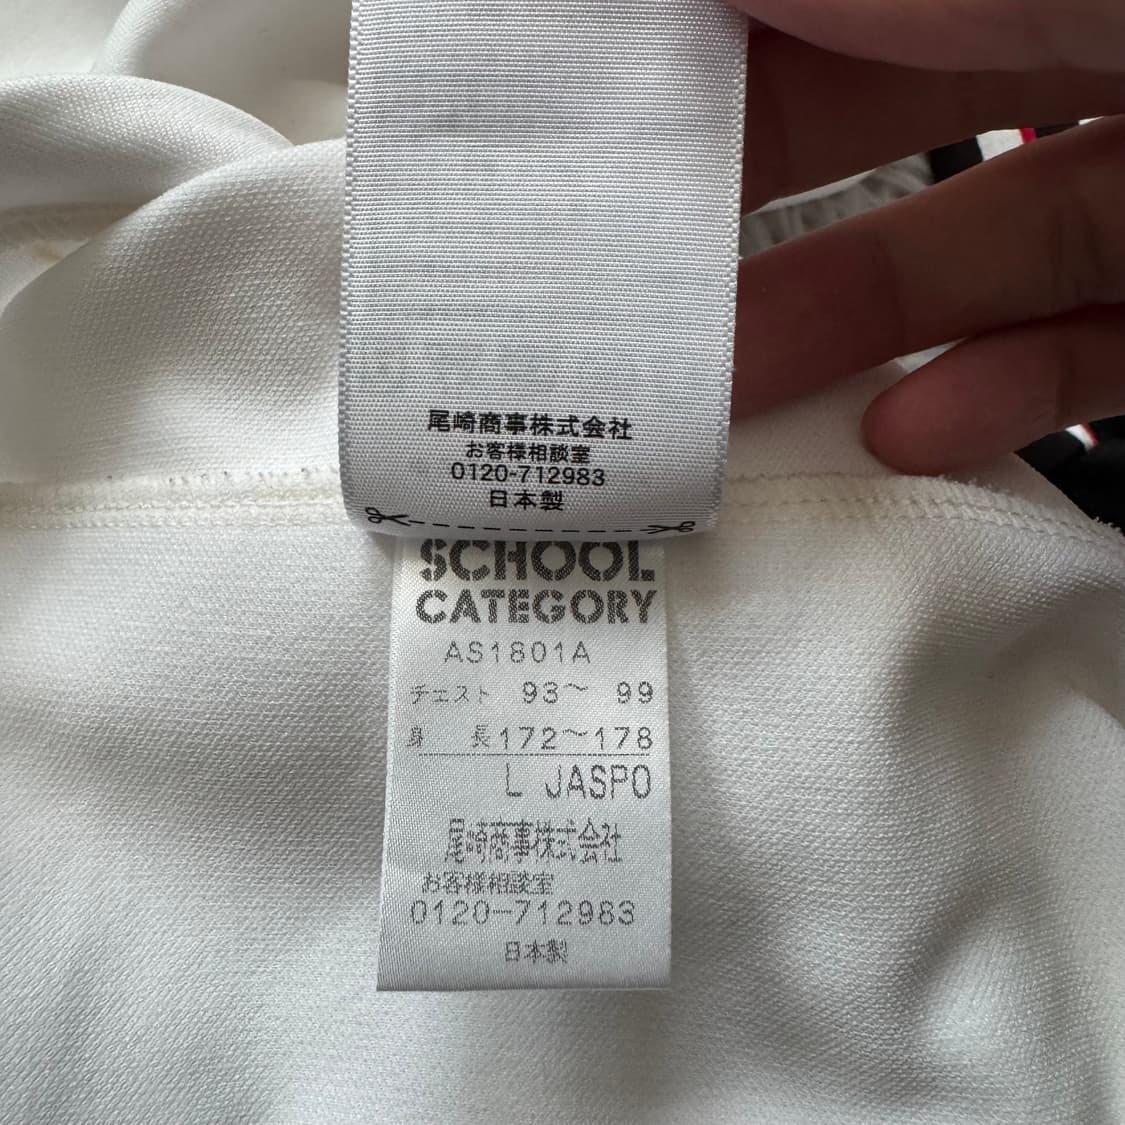 尾崎商事株式会社
お客様相談室
0120-712983
日本製
SCHOOL
CATEGORY
AS1801A
チェスト 93～ 99
身 長172～178
L JASPO
尾崎商事株式会社
お客様相談室
0120-712983
日本製